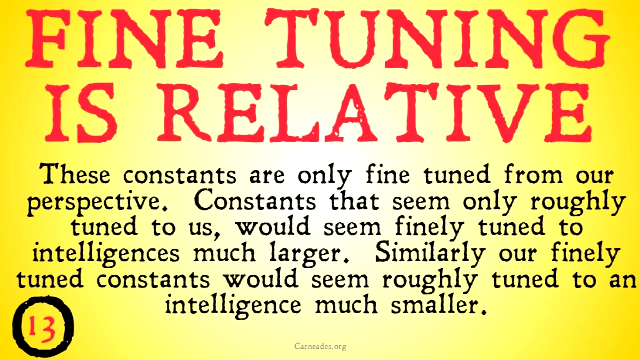 FINE TUNING
IS RELATIVE
These constants are only fine tuned from our
perspective. Constants that seem only roughly
tuned to us, would seem finely tuned to
intelligences much larger. Similarly our finely
tuned constants would seem roughly tuned to an
intelligence much smaller.
13
Carneades.org